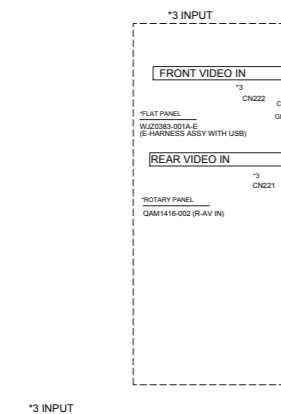 *3 INPUT
FRONT VIDEO IN
*3
CN222
C
*FLAT PANEL
G
WJZ0383-001A-E
(E-HARNESS ASSY WITH USB)
REAR VIDEO IN
*3
CN221
*ROTARY PANEL
QAM1416-002 (R-AV IN)
*3 INPUT